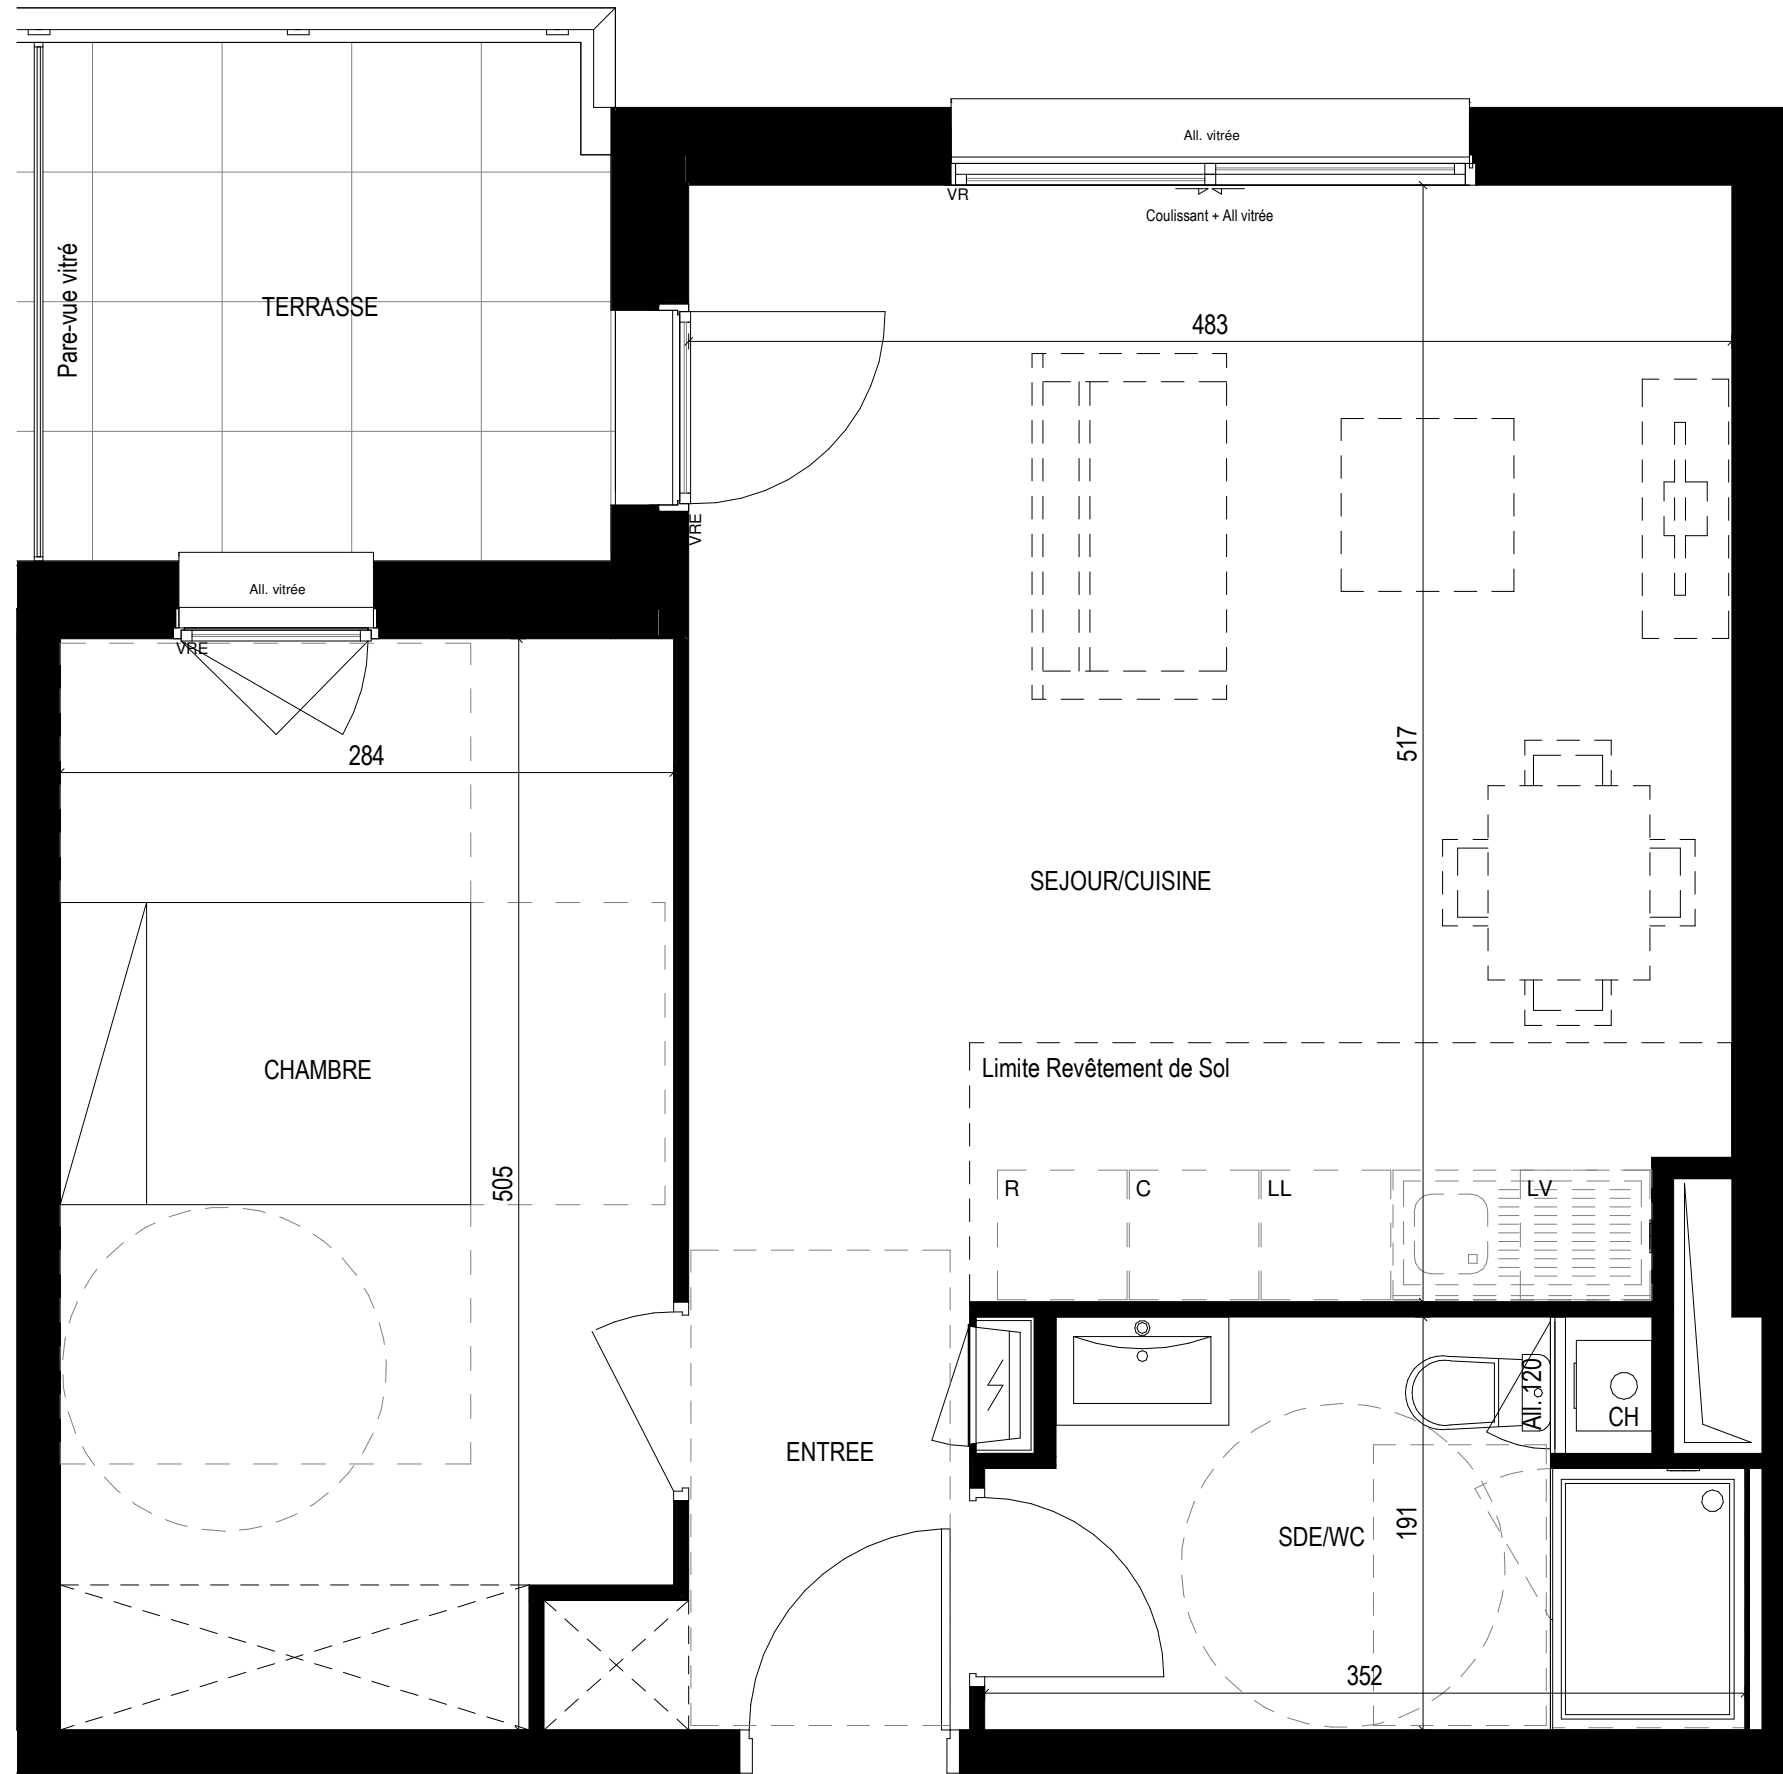 All. vitrée
VR
Coulissant + All vitrée
Pare-vue vitré
TERRASSE
483
VRE
All. vitrée
VRE
284
517
SEJOUR/CUISINE
CHAMBRE
Limite Revêtement de Sol
505
R
C
LL
LV
All. 120
CH
ENTREE
191
SDE/WC
352